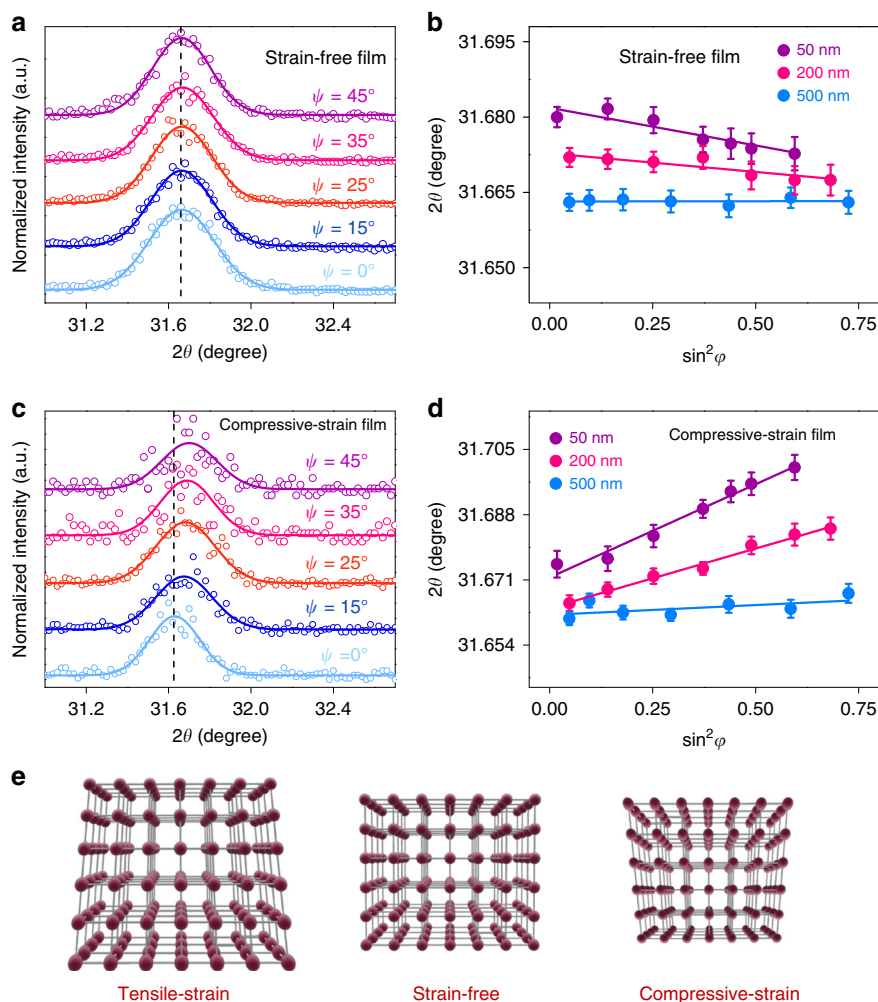 a
Normalized intensity (a.u.)
Strain-free film
ψ = 45°
ψ = 35°
ψ = 25°
ψ = 15°
ψ = 0°
31.2 31.6 32.0 32.4
2θ (degree)
b
2θ (degree)
31.695
31.680
31.665
31.650
Strain-free film
50 nm
200 nm
500 nm
0.00 0.25 0.50 0.75
sin²φ
c
Normalized intensity (a.u.)
Compressive-strain film
ψ = 45°
ψ = 35°
ψ = 25°
ψ = 15°
ψ =0°
31.2 31.6 32.0 32.4
2θ (degree)
d
2θ (degree)
31.705
31.688
31.671
31.654
Compressive-strain film
50 nm
200 nm
500 nm
0.00 0.25 0.50 0.75
sin²φ
e
Tensile-strain Strain-free Compressive-strain